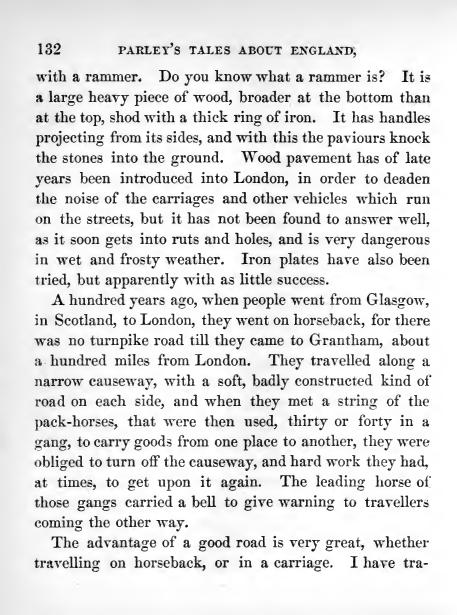 132 PARLEY'S TALES ABOUT ENGLAND,
with a rammer. Do you know what a rammer is? It is
a large heavy piece of wood, broader at the bottom than
at the top, shod with a thick ring of iron. It has handles
projecting from its sides, and with this the paviours knock
the stones into the ground. Wood pavement has of late
years been introduced into London, in order to deaden
the noise of the carriages and other vehicles which run
on the streets, but it has not been found to answer well,
as it soon gets into ruts and holes, and is very dangerous
in wet and frosty weather. Iron plates have also been
tried, but apparently with as little success.
A hundred years ago, when people went from Glasgow,
in Scotland, to London, they went on horseback, for there
was no turnpike road till they came to Grantham, about
a hundred miles from London. They travelled along a
narrow causeway, with a soft, badly constructed kind of
road on each side, and when they met a string of the
pack-horses, that were then used, thirty or forty in a
gang, to carry goods from one place to another, they were
obliged to turn off the causeway, and hard work they had,
at times, to get upon it again. The leading horse of
those gangs carried a bell to give warning to travellers
coming the other way.
The advantage of a good road is very great, whether
travelling on horseback, or in a carriage. I have tra-